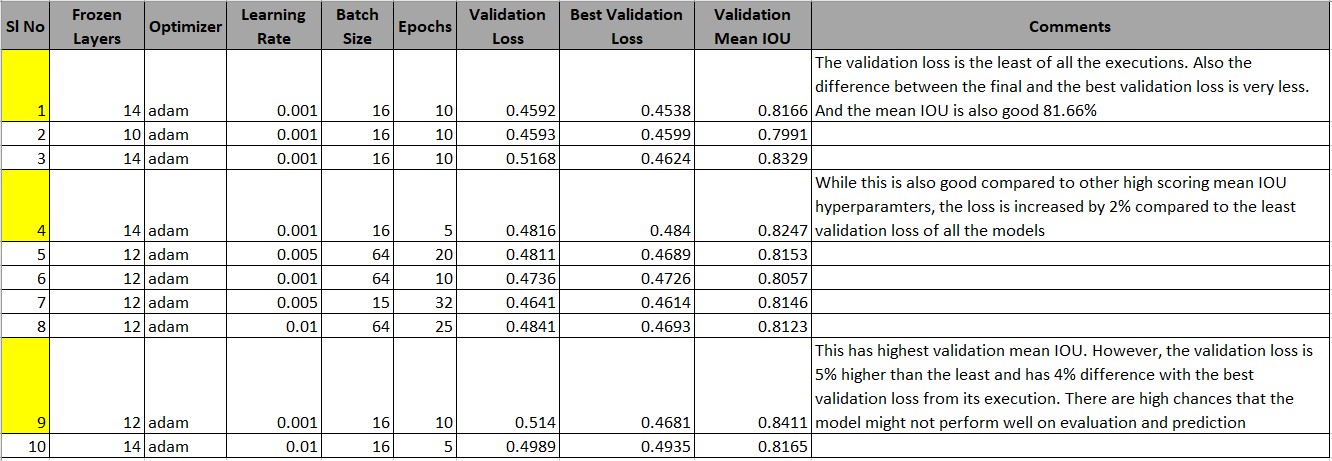 Sl No Frozen Layers Optimizer Learning Rate Batch Size Epochs Validation Loss Best Validation Loss Validation Mean IOU Comments
1 14 adam 0.001 16 10 0.4592 0.4538 0.8166 The validation loss is the least of all the executions. Also the
difference between the final and the best validation loss is very less.
And the mean IOU is also good 81.66%
2 10 adam 0.001 16 10 0.4593 0.4599 0.7991
3 14 adam 0.001 16 10 0.5168 0.4624 0.8329
4 14 adam 0.001 16 5 0.4816 0.484 0.8247 While this is also good compared to other high scoring mean IOU
hyperparamters, the loss is increased by 2% compared to the least
validation loss of all the models
5 12 adam 0.005 64 20 0.4811 0.4689 0.8153
6 12 adam 0.001 64 10 0.4736 0.4726 0.8057
7 12 adam 0.005 15 32 0.4641 0.4614 0.8146
8 12 adam 0.01 64 25 0.4841 0.4693 0.8123
9 12 adam 0.001 16 10 0.514 0.4681 0.8411 This has highest validation mean IOU. However, the validation loss is
5% higher than the least and has 4% difference with the best
validation loss from its execution. There are high chances that the
model might not perform well on evaluation and prediction
10 14 adam 0.01 16 5 0.4989 0.4935 0.8165